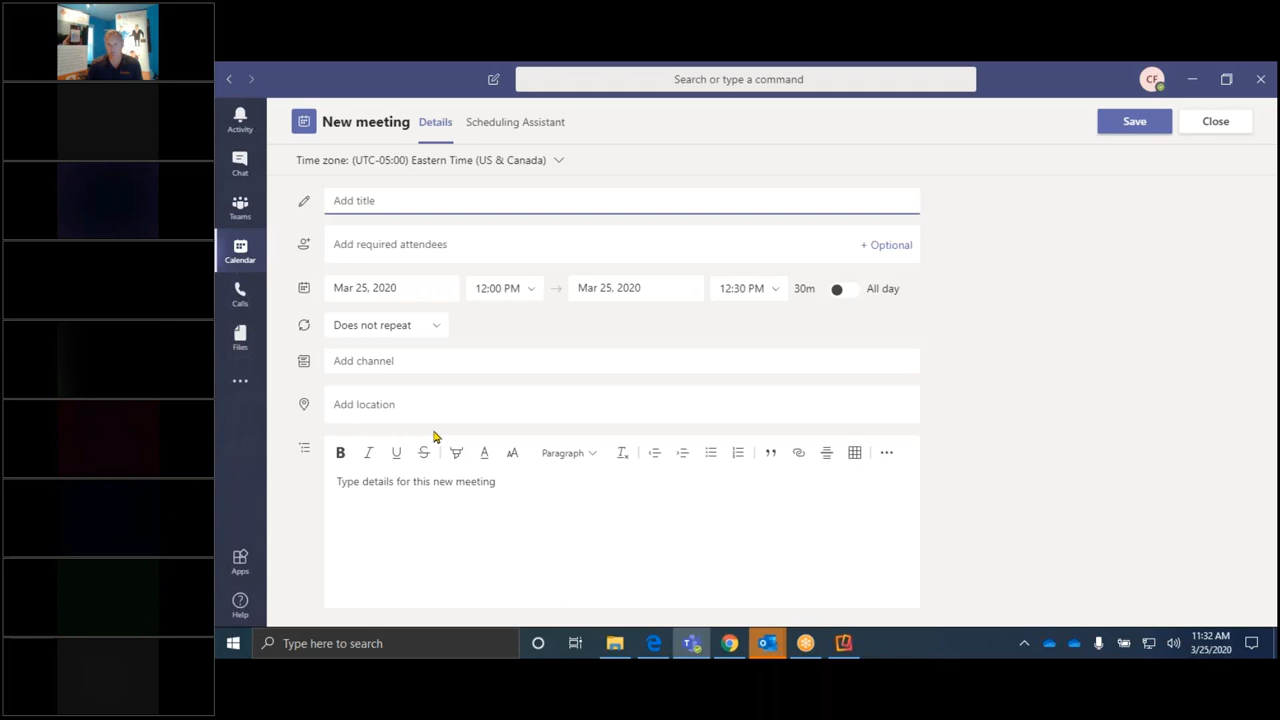 Search or type a command
CF
New meeting Details Scheduling Assistant
Save Close
Time zone: (UTC-05:00) Eastern Time (US & Canada)
Activity
Chat
Teams
Calendar
Calls
Files
Apps
Help
Add title
Add required attendees + Optional
Mar 25, 2020 12:00 PM → Mar 25, 2020 12:30 PM 30m All day
Does not repeat
Add channel
Add location
B I U S A AA Paragraph Tx
Type details for this new meeting
Type here to search
11:32 AM
3/25/2020